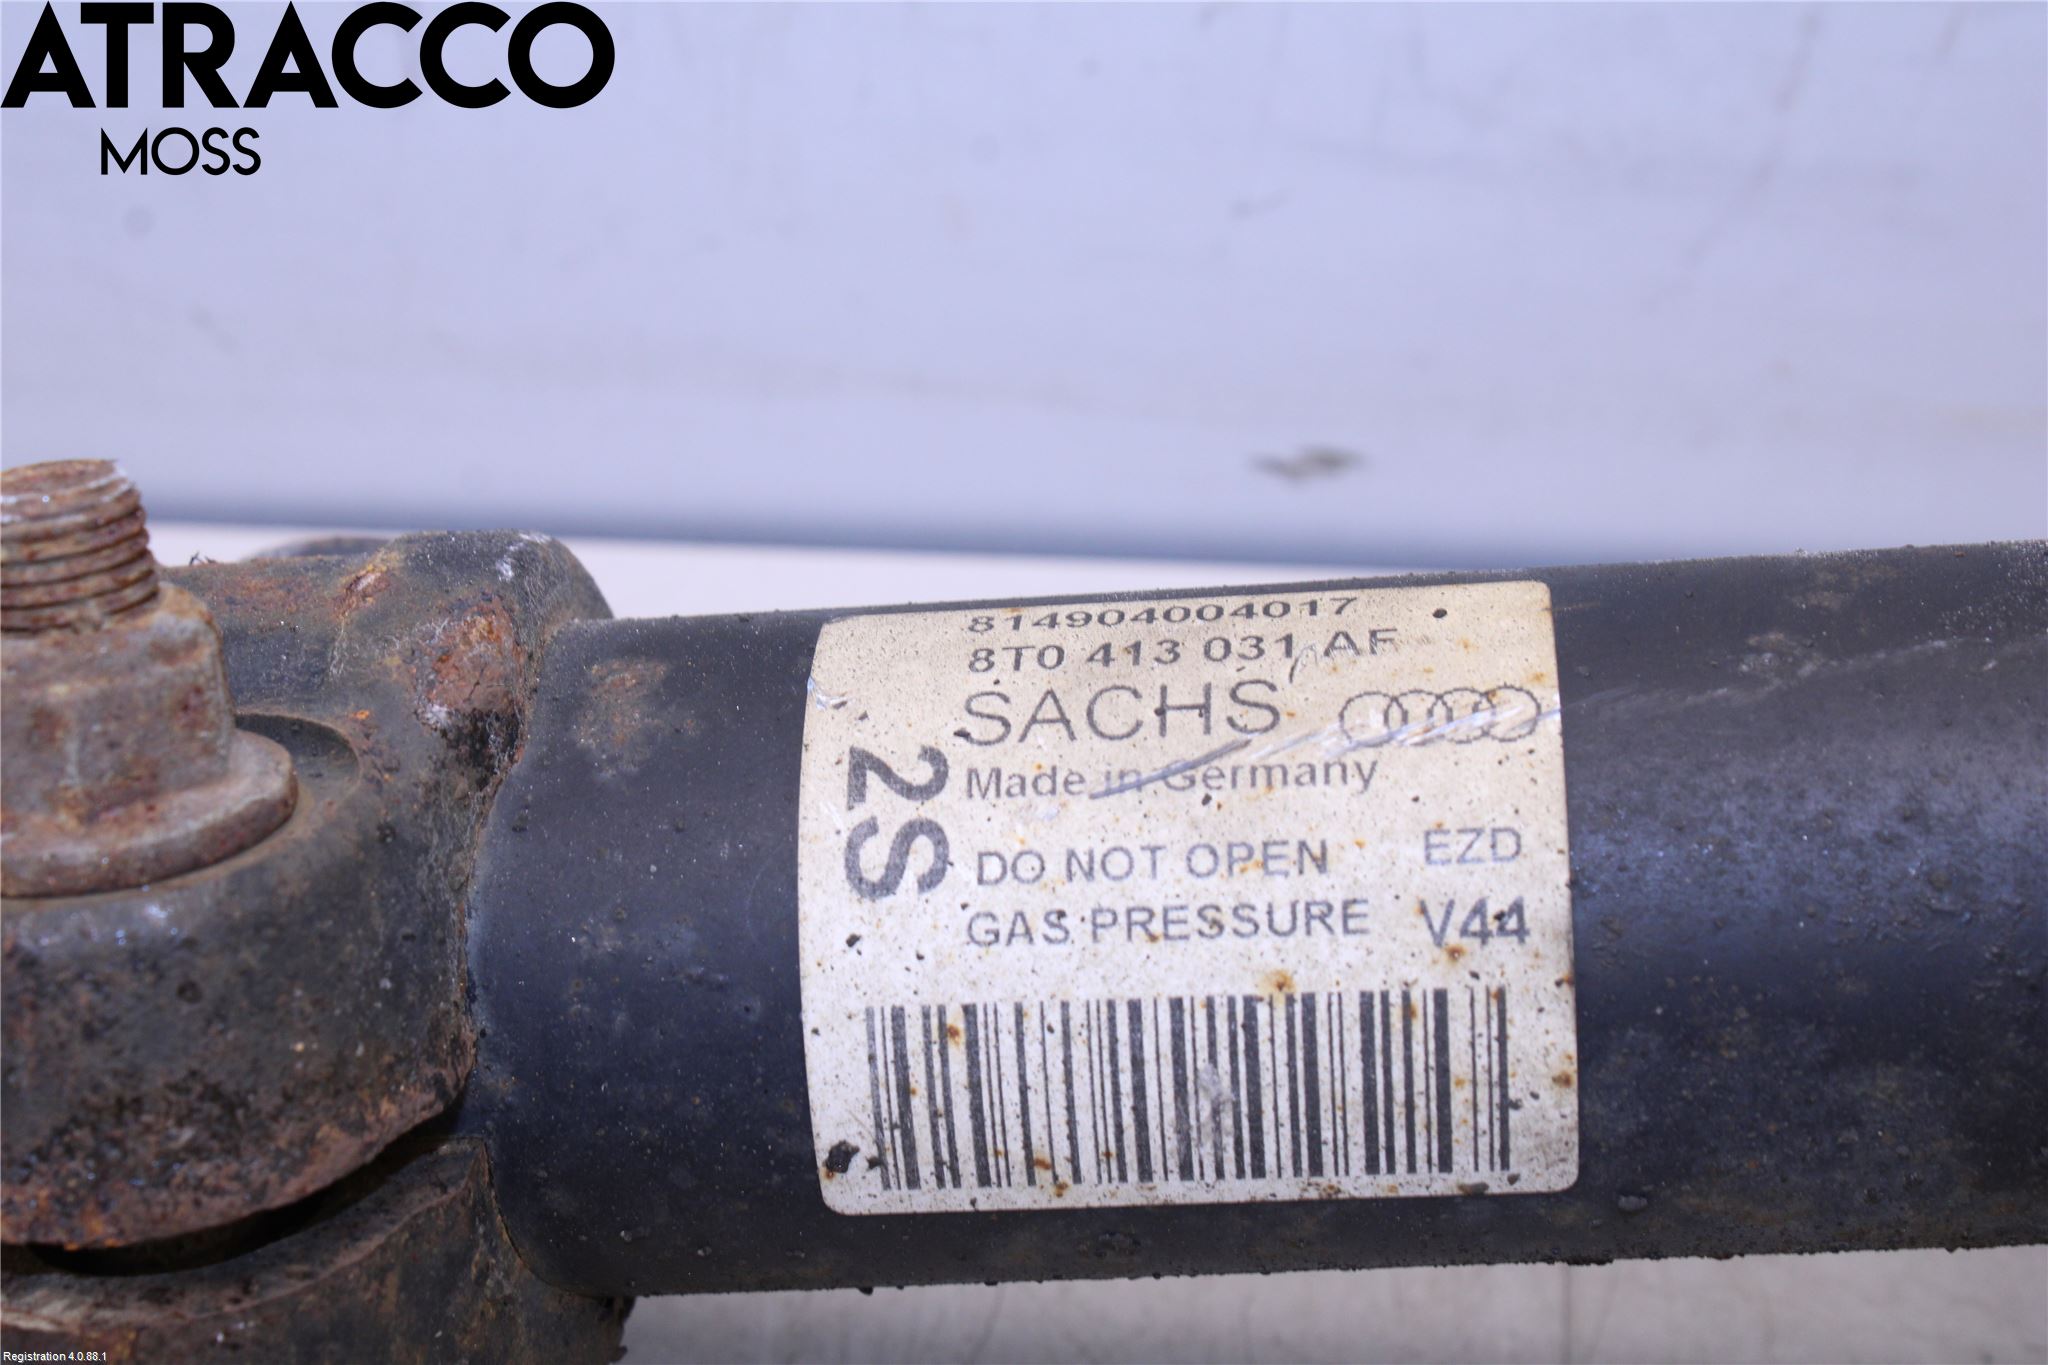 ATRACCO
MOSS
814904004017
8T0 413 031 AF
SACHS
2S
Made in Germany
DO NOT OPEN EZD
GAS PRESSURE V44
Registration 4.0.88.1